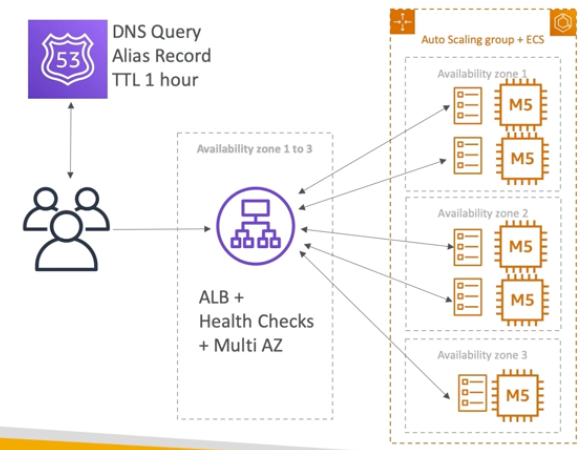 53
DNS Query
Alias Record
TTL 1 hour
Auto Scaling group + ECS
Availability zone 1
M5
M5
Availability zone 1 to 3
Availability zone 2
M5
M5
ALB +
Health Checks
+ Multi AZ
Availability zone 3
M5